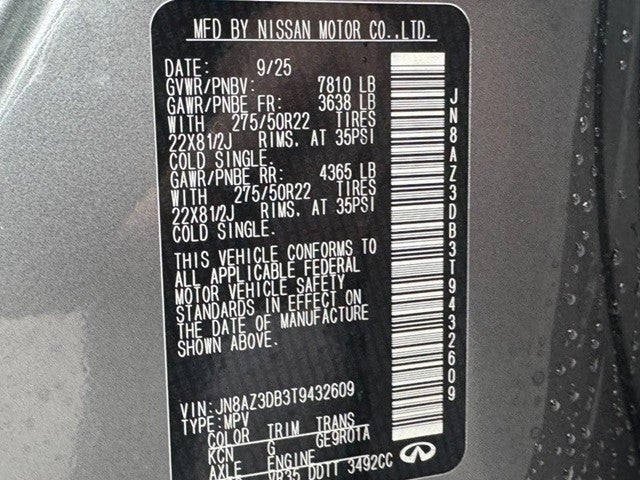 MFD BY NISSAN MOTOR CO.,LTD.
DATE: 9/25
GVWR/PNBV: 7810 LB
GAWR/PNBE FR: 3638 LB
WITH 275/50R22 TIRES
22X81/2J RIMS, AT 35PSI
COLD SINGLE.
GAWR/PNBE RR: 4365 LB
WITH 275/50R22 TIRES
22X81/2J RIMS, AT 35PSI
COLD SINGLE.
THIS VEHICLE CONFORMS TO
ALL APPLICABLE FEDERAL
MOTOR VEHICLE SAFETY
STANDARDS IN EFFECT ON
THE DATE OF MANUFACTURE
SHOWN ABOVE.
VIN:JN8AZ3DB3T9432609
TYPE:MPV
COLOR TRIM TRANS
KCN G GE9R01A
AXLE ENGINE
VR35 DDTT 3492CC
JN8AZ3DB3T9432609